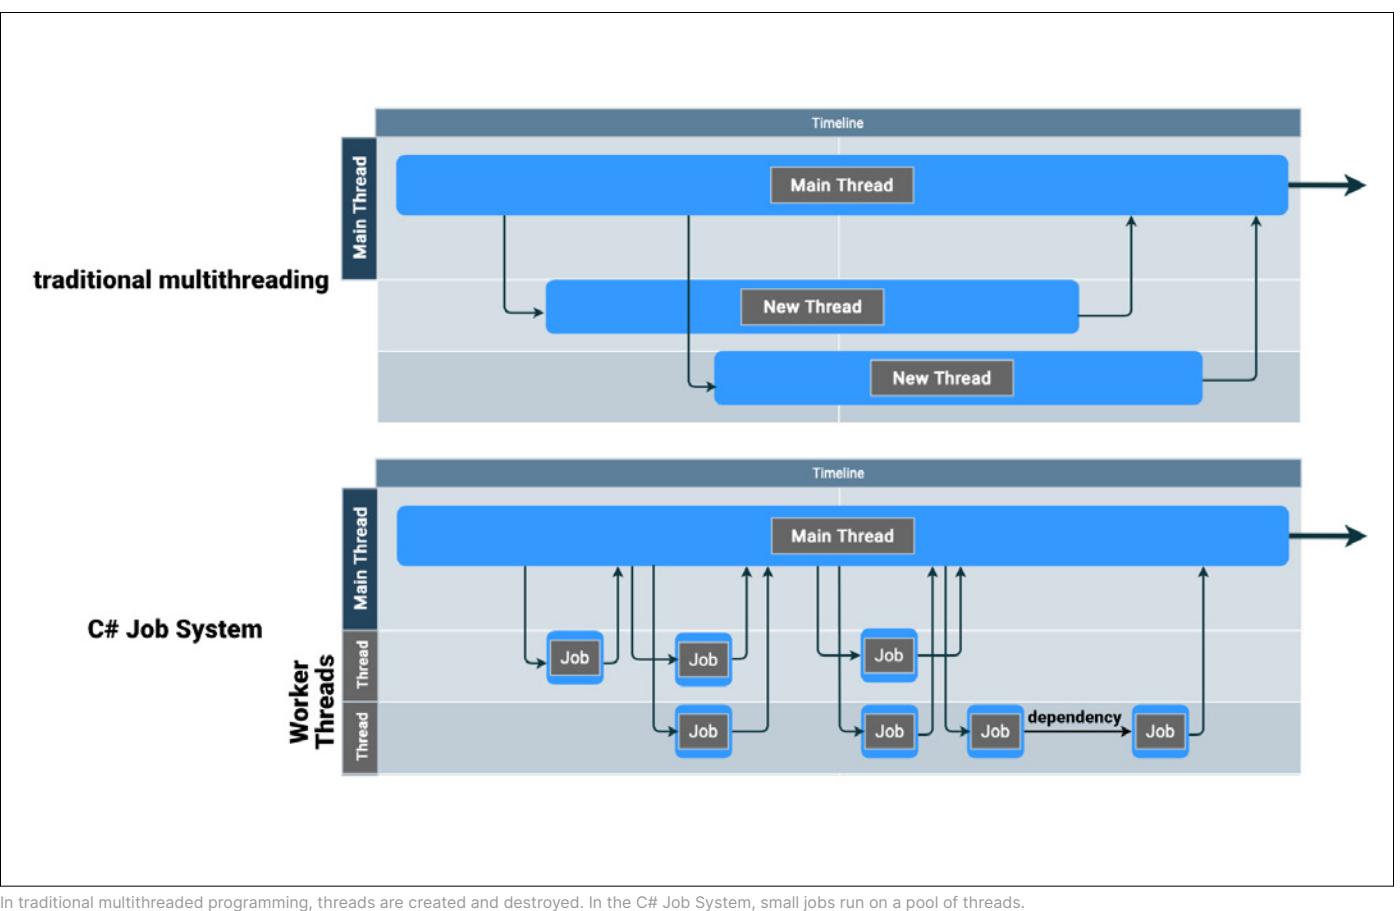 Timeline
Main Thread
Main Thread
traditional multithreading
New Thread
New Thread
Timeline
Main Thread
Main Thread
C# Job System
Worker
Threads
Thread
Job
Job
Job
Thread
Job
Job
Job
dependency
Job
In traditional multithreaded programming, threads are created and destroyed. In the C# Job System, small jobs run on a pool of threads.